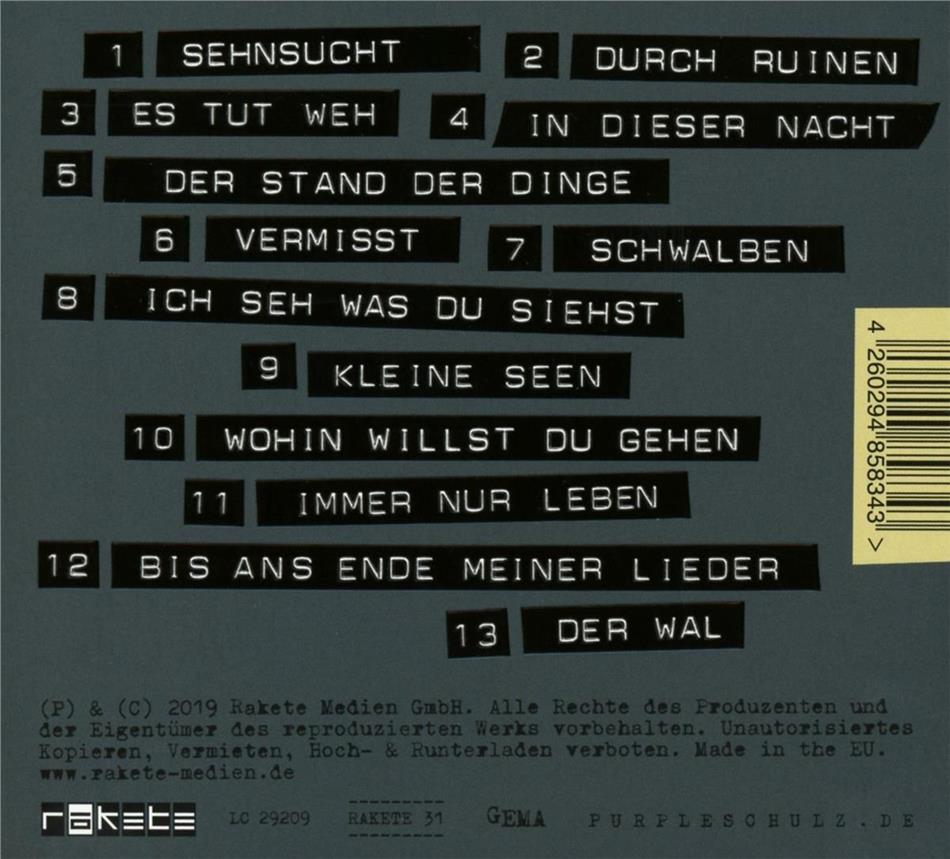 1 SEHNSUCHT 2 DURCH RUINEN
3 ES TUT WEH 4 IN DIESER NACHT
5 DER STAND DER DINGE
6 VERMISST 7 SCHWALBEN
8 ICH SEH WAS DU SIEHST
9 KLEINE SEEN
10 WOHIN WILLST DU GEHEN
11 IMMER NUR LEBEN
12 BIS ANS ENDE MEINER LIEDER
13 DER WAL
4 260294 858343 >
(P) & (C) 2019 Rakete Medien GmbH. Alle Rechte des Produzenten und
der Eigentümer des reproduzierten Werks vorbehalten. Unautorisiertes
Kopieren, Vermieten, Hoch- & Runterladen verboten. Made in the EU.
www.rakete-medien.de
rakete LC 29209 RAKETE 31 GEMA PURPLESCHULZ.DE